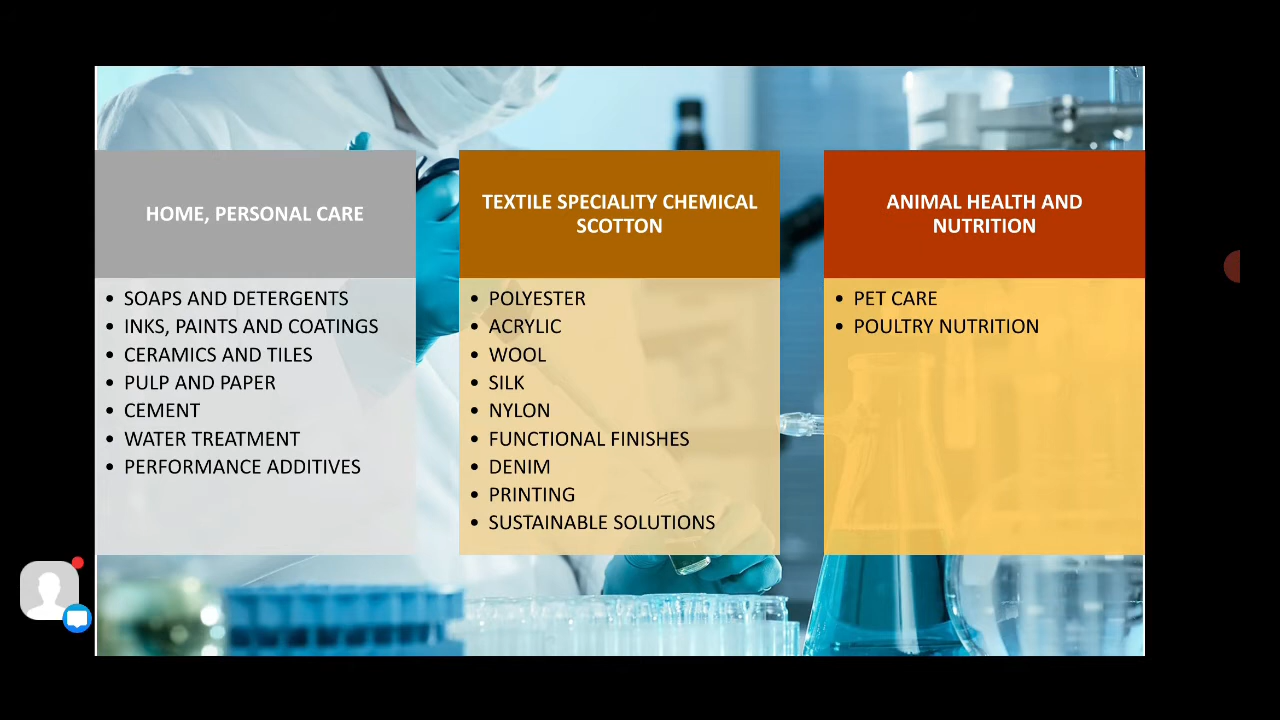 HOME, PERSONAL CARE
• SOAPS AND DETERGENTS
• INKS, PAINTS AND COATINGS
• CERAMICS AND TILES
• PULP AND PAPER
• CEMENT
• WATER TREATMENT
• PERFORMANCE ADDITIVES
TEXTILE SPECIALITY CHEMICAL
SCOTTON
• POLYESTER
• ACRYLIC
• WOOL
• SILK
• NYLON
• FUNCTIONAL FINISHES
• DENIM
• PRINTING
• SUSTAINABLE SOLUTIONS
ANIMAL HEALTH AND
NUTRITION
• PET CARE
• POULTRY NUTRITION